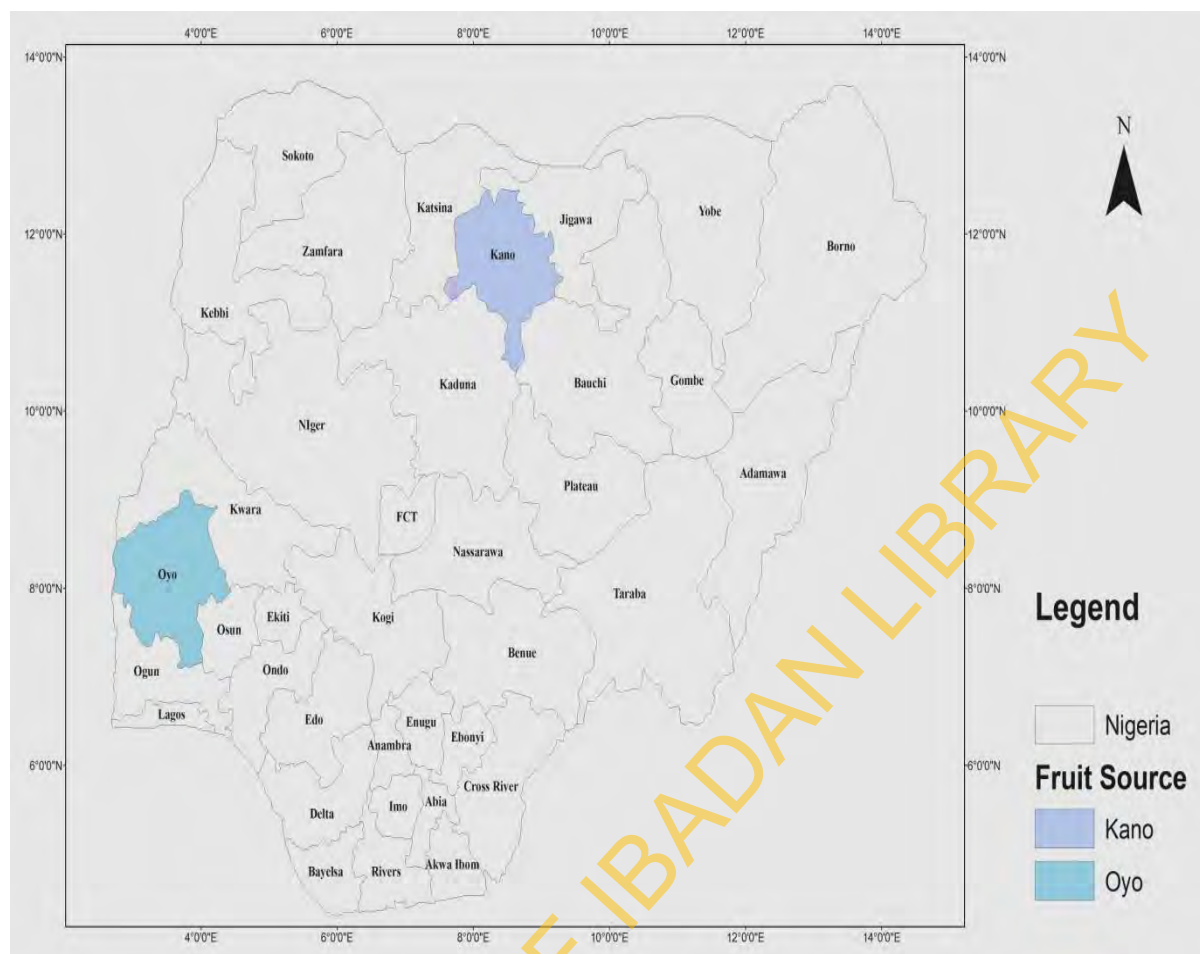 4°0'0"E 6°0'0"E 8°0'0"E 10°0'0"E 12°0'0"E 14°0'0"E
14°0'0"N 14°0'0"N
N
Sokoto
Katsina
Jigawa
Yobe
12°0'0"N 12°0'0"N
Zamfara
Kano
Borno
Kebbi
Kaduna
Bauchi
Gombe
10°0'0"N 10°0'0"N
NIger
Adamawa
Plateau
Kwara
FCT
Nassarawa
Oyo
8°0'0"N 8°0'0"N
Taraba
Legend
Ekiti
Kogi
Osun
Benue
Ogun
Ondo
Lagos
Edo
Enugu
Ebonyi
Anambra
Nigeria
6°0'0"N 6°0'0"N
Fruit Source
Cross River
Imo
Abia
Delta
Kano
Bayelsa
Rivers
Akwa Ibom
Oyo
4°0'0"E 6°0'0"E 8°0'0"E 10°0'0"E 12°0'0"E 14°0'0"E
E IBADAN LIBRARY